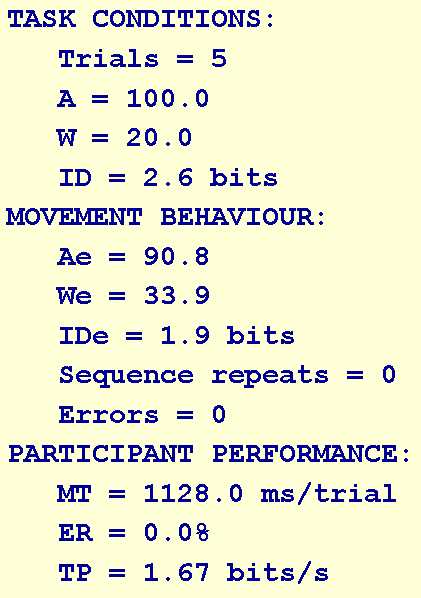 TASK CONDITIONS:
Trials = 5
A = 100.0
W = 20.0
ID = 2.6 bits
MOVEMENT BEHAVIOUR:
Ae = 90.8
We = 33.9
IDe = 1.9 bits
Sequence repeats = 0
Errors = 0
PARTICIPANT PERFORMANCE:
MT = 1128.0 ms/trial
ER = 0.0%
TP = 1.67 bits/s